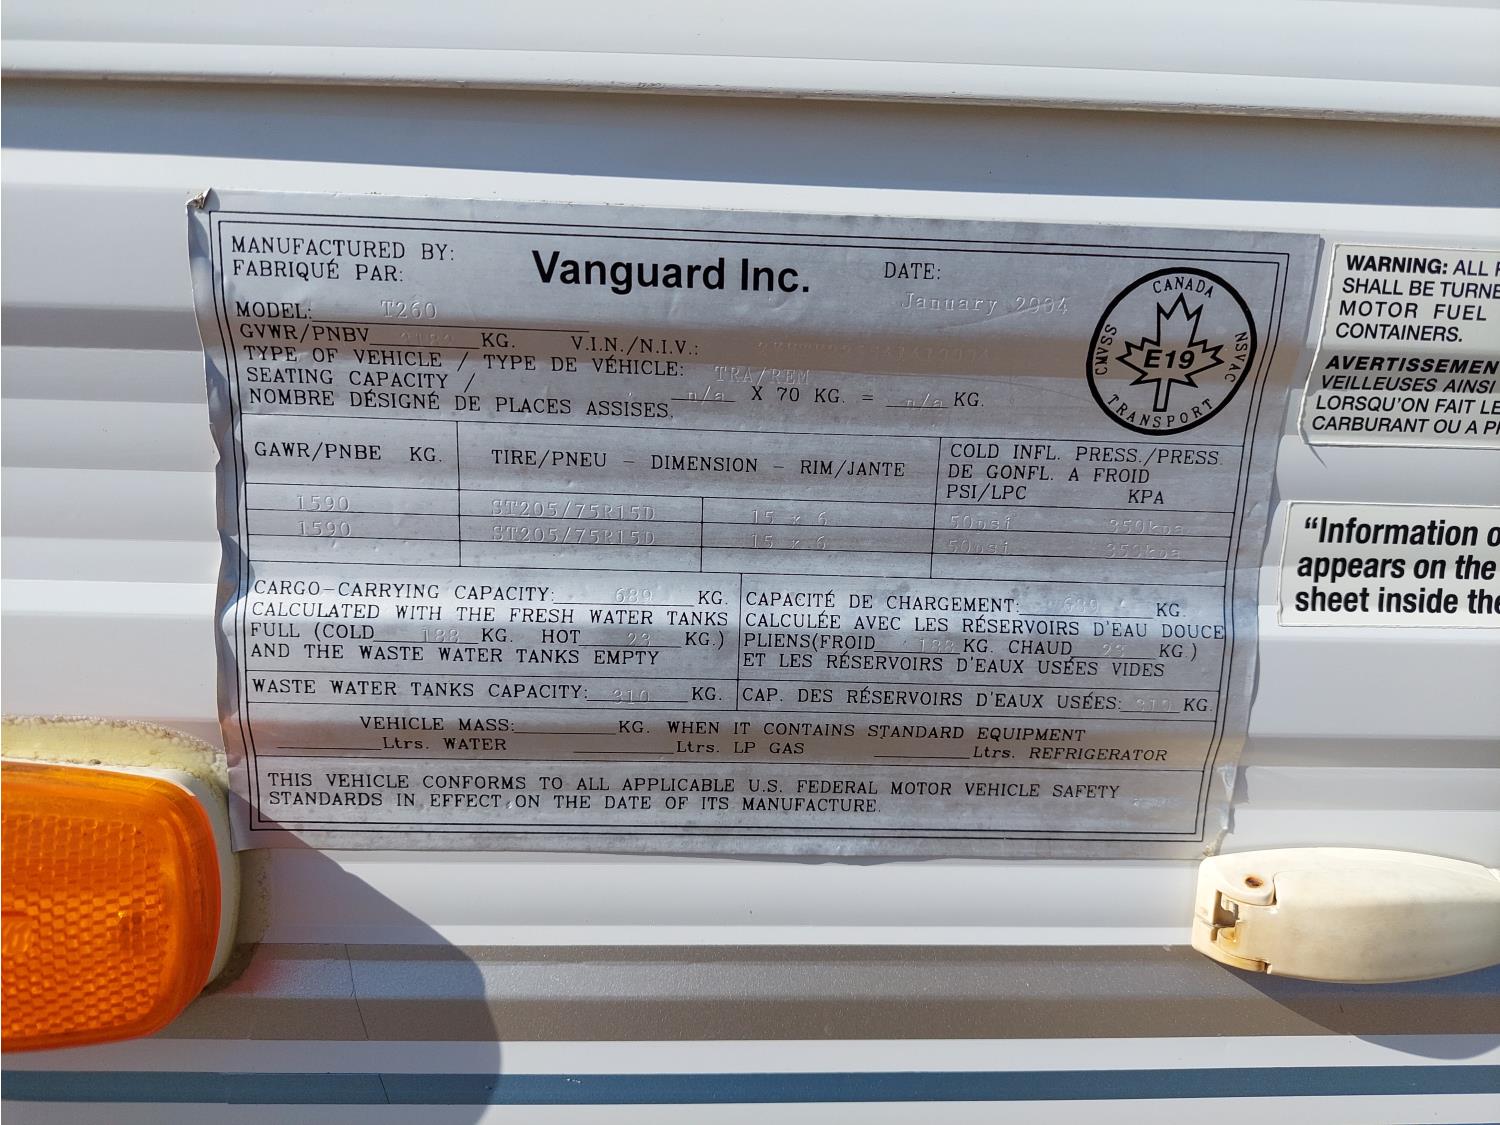 MANUFACTURED BY:
FABRIQUÉ PAR:
Vanguard Inc.
DATE:
January 2004
MODEL: T260
GVWR/PNBV KG. V.I.N./N.I.V.:
TYPE OF VEHICLE / TYPE DE VÉHICLE: TRA/REM
SEATING CAPACITY /
NOMBRE DÉSIGNÉ DE PLACES ASSISES. n/a X 70 KG. = n/a KG.
CANADA
CMVSS
NSVAC
E19
TRANSPORT
GAWR/PNBE KG. TIRE/PNEU - DIMENSION - RIM/JANTE
COLD INFL. PRESS./PRESS.
DE GONFL. A FROID
PSI/LPC KPA
1590 ST205/75R15D 15 x 6 50psi 350kpa
1590 ST205/75R15D 15 x 6 50psi 350kpa
CARGO-CARRYING CAPACITY: 689 KG.
CALCULATED WITH THE FRESH WATER TANKS
FULL (COLD 188 KG. HOT 23 KG.)
AND THE WASTE WATER TANKS EMPTY
CAPACITÉ DE CHARGEMENT: 689 KG.
CALCULÉE AVEC LES RÉSERVOIRS D'EAU DOUCE
PLIENS(FROID 188 KG. CHAUD 23 KG.)
ET LES RÉSERVOIRS D'EAUX USÉES VIDES
WASTE WATER TANKS CAPACITY: 310 KG.
CAP. DES RÉSERVOIRS D'EAUX USÉES: 310 KG.
VEHICLE MASS: KG. WHEN IT CONTAINS STANDARD EQUIPMENT
Ltrs. WATER Ltrs. LP GAS Ltrs. REFRIGERATOR
THIS VEHICLE CONFORMS TO ALL APPLICABLE U.S. FEDERAL MOTOR VEHICLE SAFETY
STANDARDS IN EFFECT ON THE DATE OF ITS MANUFACTURE.
WARNING: ALL
SHALL BE TURNE
MOTOR FUEL
CONTAINERS.
AVERTISSEMEN
VEILLEUSES AINSI
LORSQU'ON FAIT LE
CARBURANT OU A P
"Information o
appears on the
sheet inside the